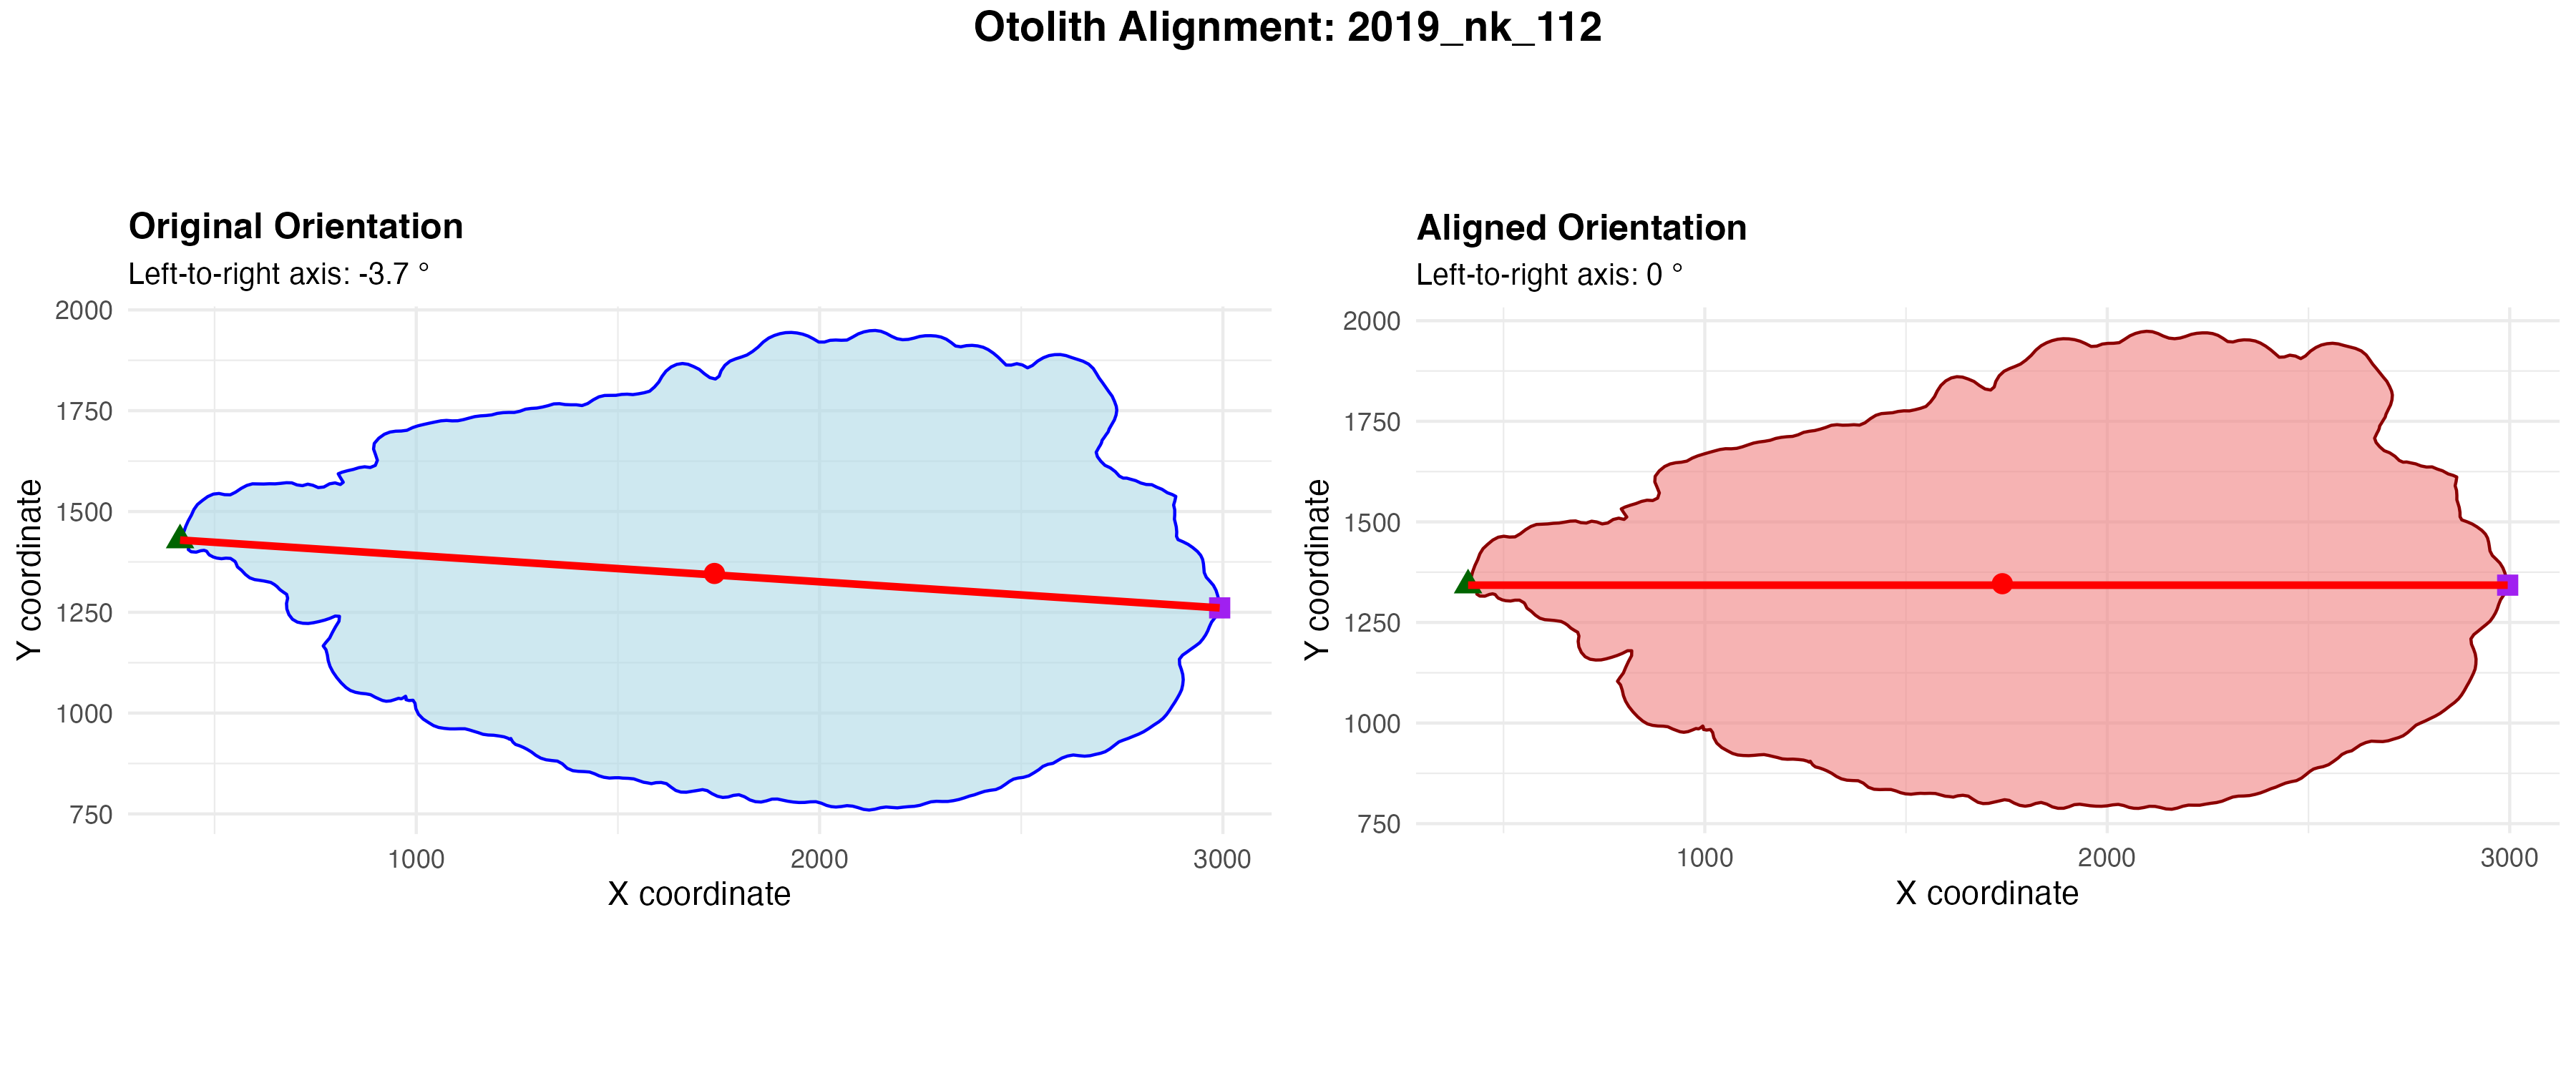 Otolith Alignment: 2019_nk_112
Original Orientation
Left-to-right axis: -3.7 °
2000
1750
1500
1250
1000
750
Y coordinate
1000 2000 3000
X coordinate
Aligned Orientation
Left-to-right axis: 0 °
2000
1750
1500
1250
1000
750
Y coordinate
1000 2000 3000
X coordinate